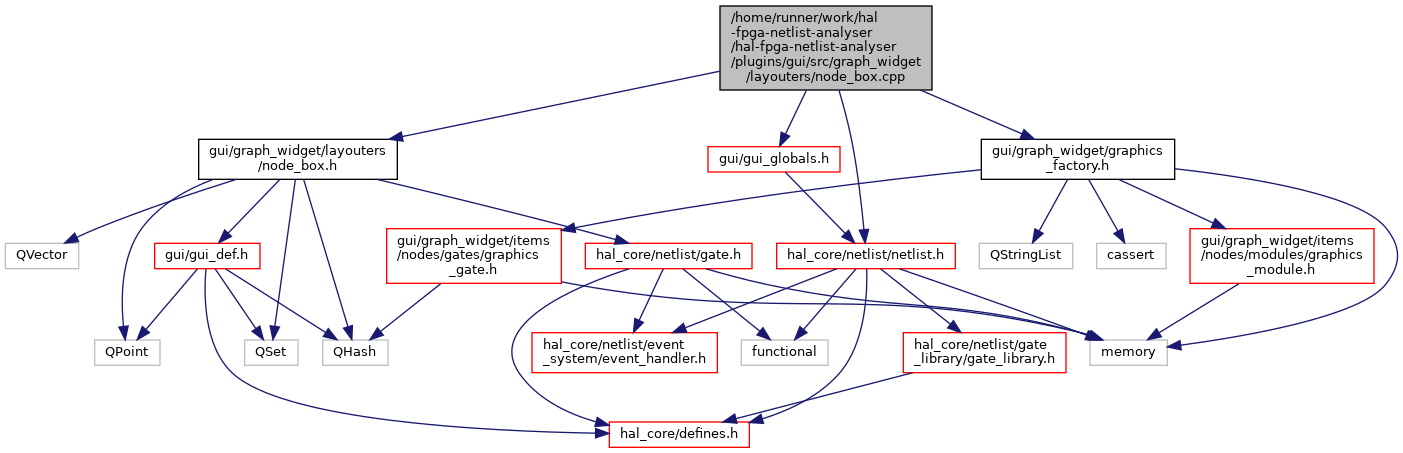 /home/runner/work/hal
-fpga-netlist-analyser
/hal-fpga-netlist-analyser
/plugins/gui/src/graph_widget
/layouters/node_box.cpp
gui/graph_widget/layouters
/node_box.h
gui/gui_globals.h
gui/graph_widget/graphics
_factory.h
QVector
gui/gui_def.h
gui/graph_widget/items
/nodes/gates/graphics
_gate.h
hal_core/netlist/gate.h
hal_core/netlist/netlist.h
QStringList
cassert
gui/graph_widget/items
/nodes/modules/graphics
_module.h
QPoint
QSet
QHash
hal_core/netlist/event
_system/event_handler.h
functional
hal_core/netlist/gate
_library/gate_library.h
memory
hal_core/defines.h